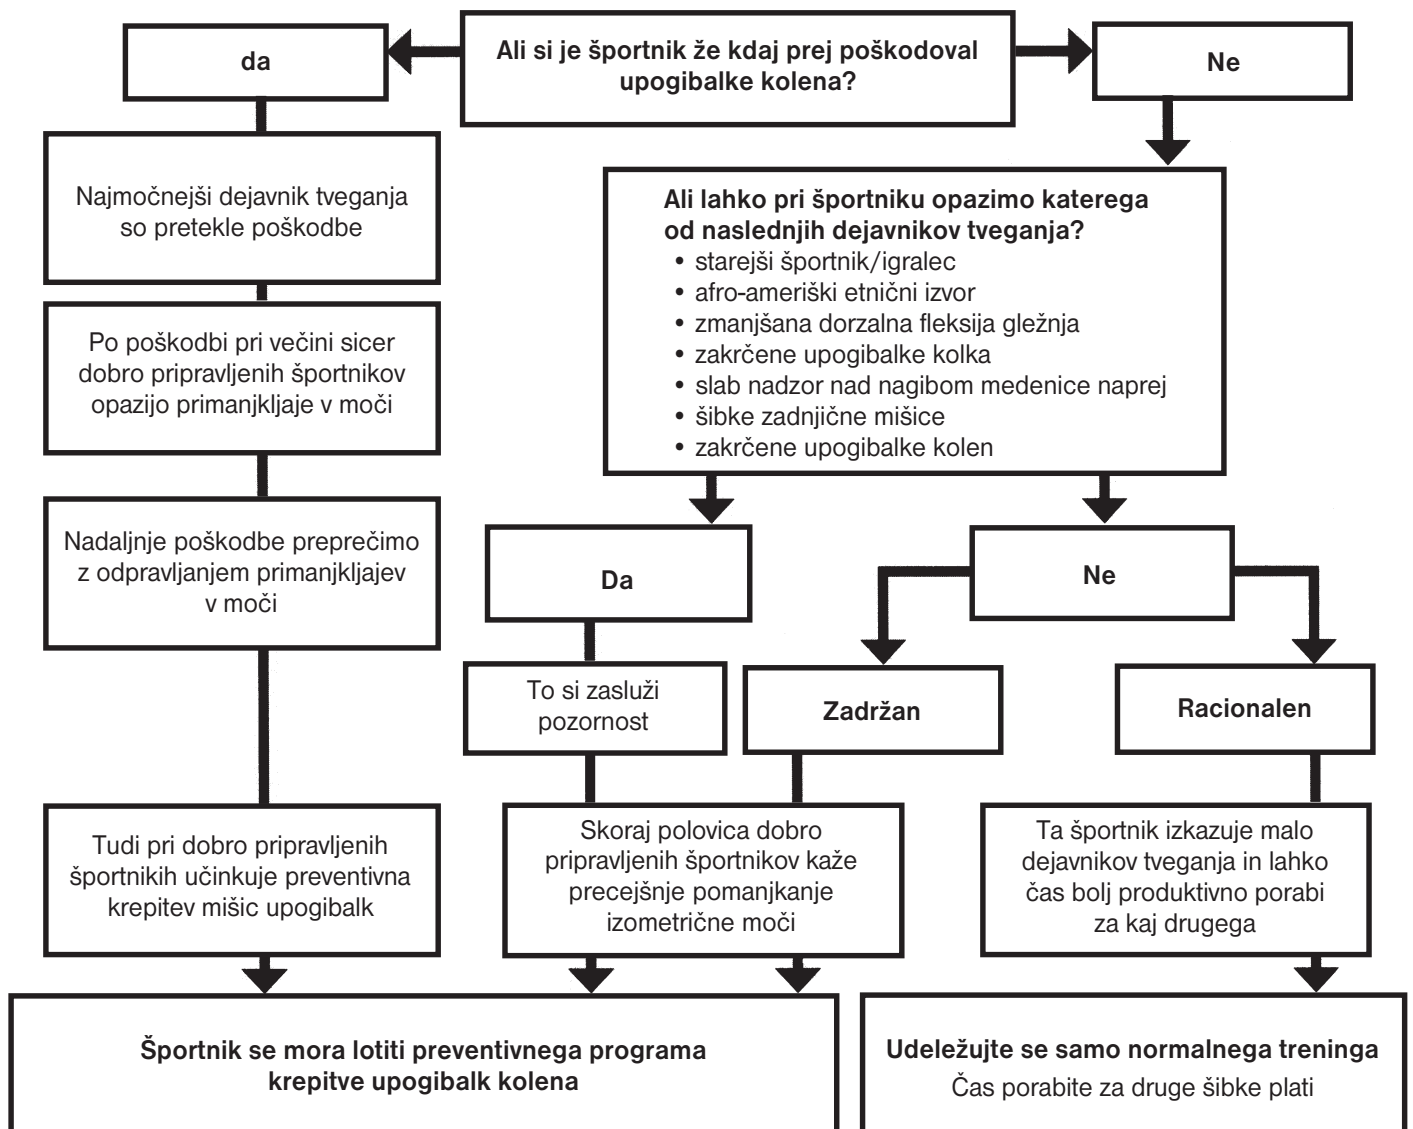 Ali si je športnik že kdaj prej poškodoval
upogibalke kolena?
da
Ne
Najmočnejši dejavnik tveganja
so pretekle poškodbe
Po poškodbi pri večini sicer
dobro pripravljenih športnikov
opazijo primanjkljaje v moči
Nadaljnje poškodbe preprečimo
z odpravljanjem primanjkljajev
v moči
Tudi pri dobro pripravljenih
športnikih učinkuje preventivna
krepitev mišic upogibalk
Ali lahko pri športniku opazimo katerega
od naslednjih dejavnikov tveganja?
• starejši športnik/igralec
• afro-ameriški etnični izvor
• zmanjšana dorzalna fleksija gležnja
• zakrčene upogibalke kolka
• slab nadzor nad nagibom medenice naprej
• šibke zadnjične mišice
• zakrčene upogibalke kolen
Da
Ne
To si zasluži
pozornost
Zadržan
Racionalen
Skoraj polovica dobro
pripravljenih športnikov kaže
precejšnje pomanjkanje
izometrične moči
Ta športnik izkazuje malo
dejavnikov tveganja in lahko
čas bolj produktivno porabi
za kaj drugega
Športnik se mora lotiti preventivnega programa
krepitve upogibalk kolena
Udeležujte se samo normalnega treninga
Čas porabite za druge šibke plati